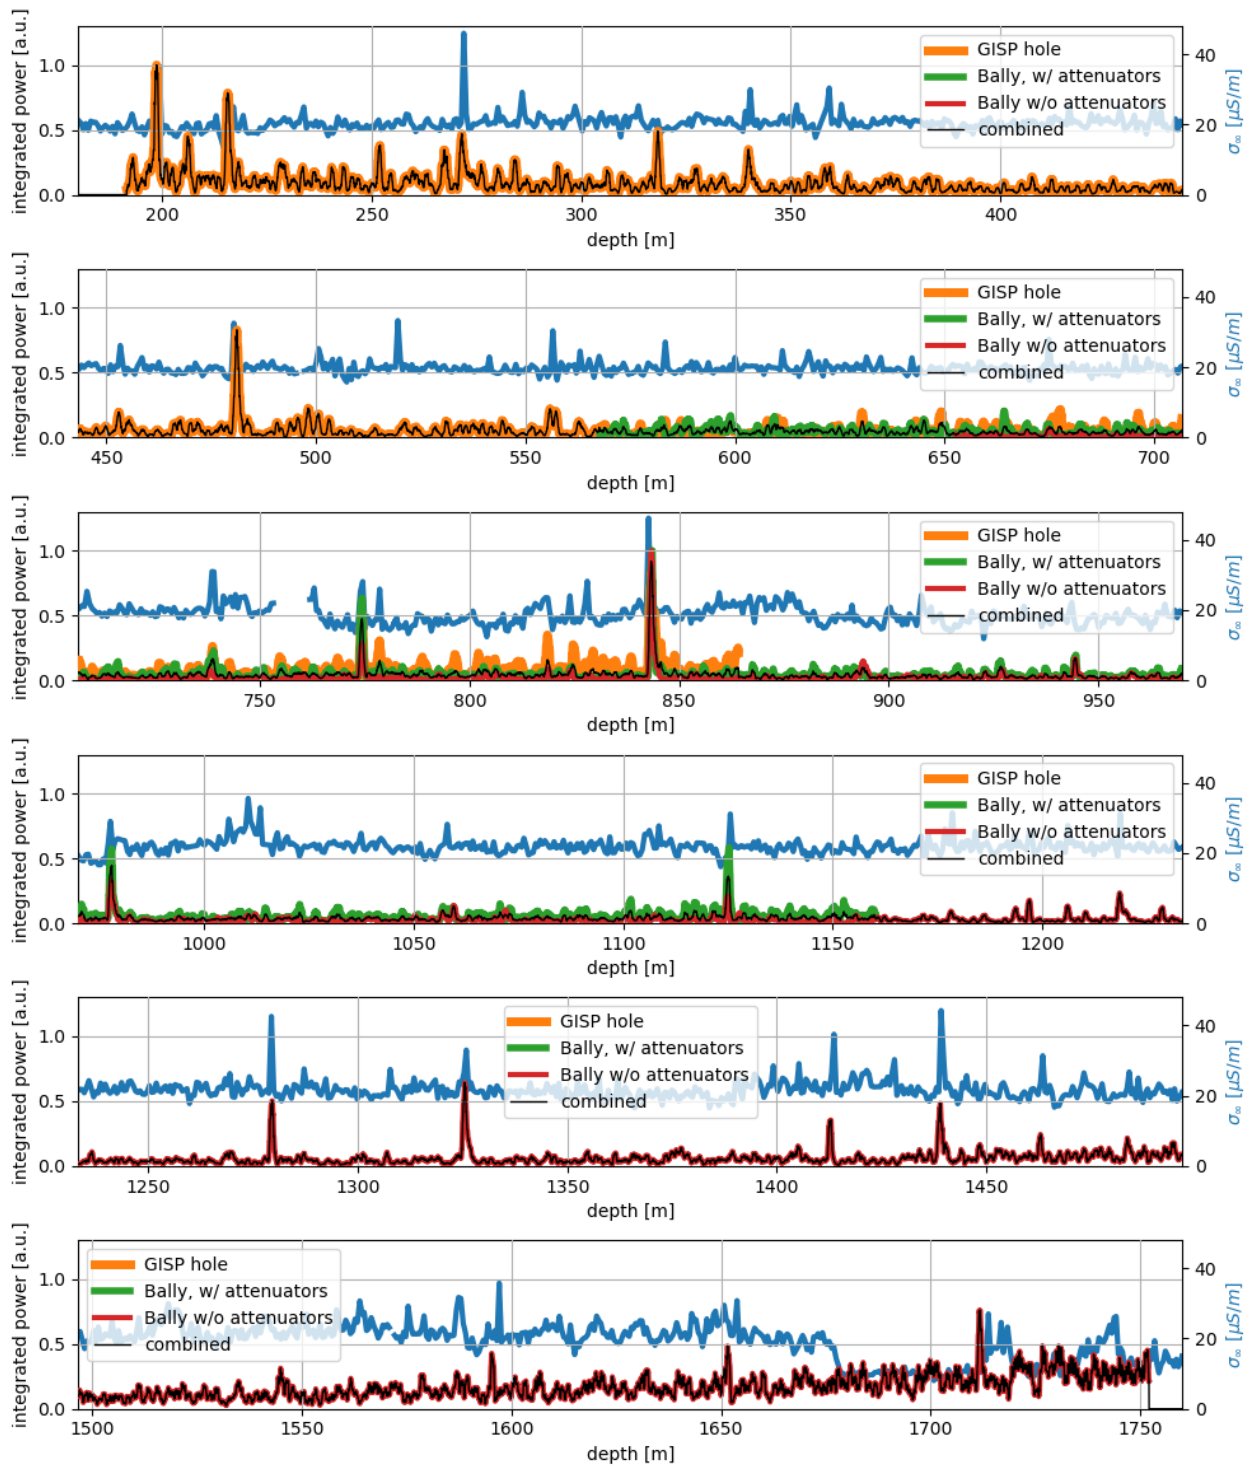 integrated power [a.u.]
1.0
0.5
0.0
GISP hole
Bally, w/ attenuators
Bally w/o attenuators
combined
40
20
0
σ∞ [μS/m]
200 250 300 350 400
depth [m]
integrated power [a.u.]
1.0
0.5
0.0
GISP hole
Bally, w/ attenuators
Bally w/o attenuators
combined
40
20
0
σ∞ [μS/m]
450 500 550 600 650 700
depth [m]
integrated power [a.u.]
1.0
0.5
0.0
GISP hole
Bally, w/ attenuators
Bally w/o attenuators
combined
40
20
0
σ∞ [μS/m]
750 800 850 900 950
depth [m]
integrated power [a.u.]
1.0
0.5
0.0
GISP hole
Bally, w/ attenuators
Bally w/o attenuators
combined
40
20
0
σ∞ [μS/m]
1000 1050 1100 1150 1200
depth [m]
integrated power [a.u.]
1.0
0.5
0.0
GISP hole
Bally, w/ attenuators
Bally w/o attenuators
combined
40
20
0
σ∞ [μS/m]
1250 1300 1350 1400 1450
depth [m]
integrated power [a.u.]
1.0
0.5
0.0
GISP hole
Bally, w/ attenuators
Bally w/o attenuators
combined
40
20
0
σ∞ [μS/m]
1500 1550 1600 1650 1700 1750
depth [m]